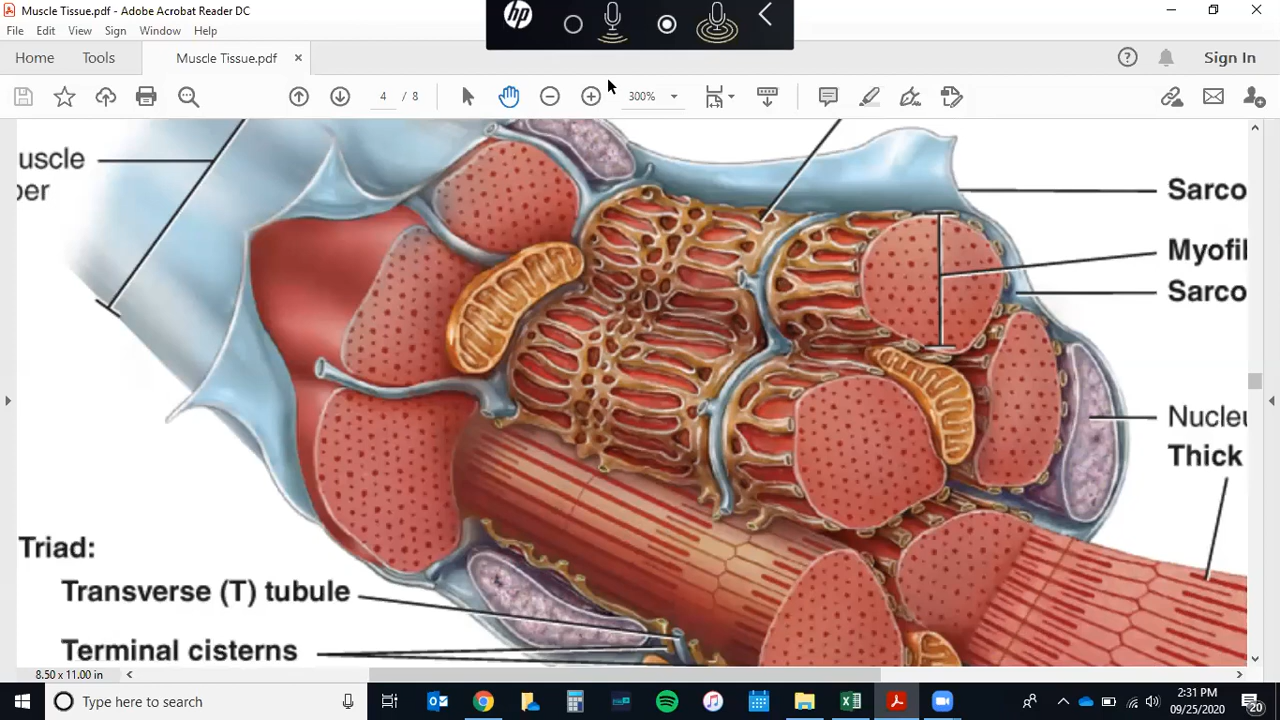 Muscle Tissue.pdf - Adobe Acrobat Reader DC
hp
File Edit View Sign Window Help
Home Tools Muscle Tissue.pdf × Sign In
4 / 8 300%
uscle
ber
Sarco
Myofil
Sarco
Nucleu
Thick
Triad:
Transverse (T) tubule
Terminal cisterns
8.50 x 11.00 in
Type here to search
2:31 PM
09/25/2020
20